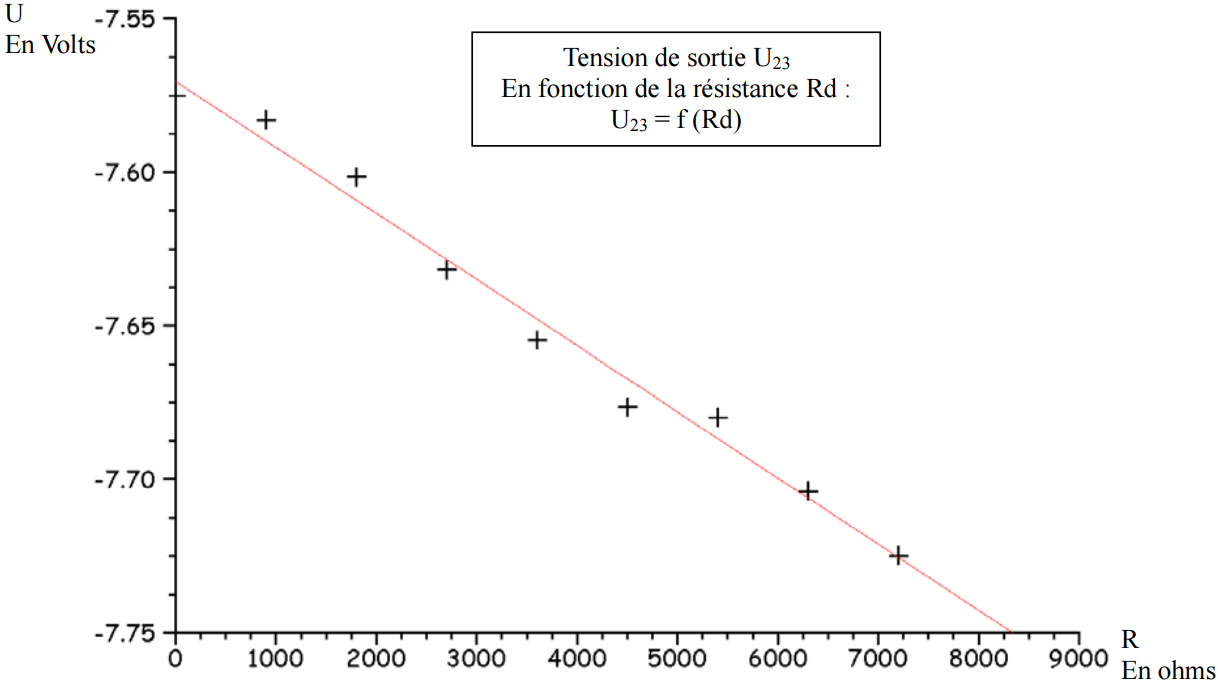 U
En Volts
-7.55
Tension de sortie U₂₃
En fonction de la résistance Rd :
U₂₃ = f (Rd)
-7.60
-7.65
-7.70
-7.75
0 1000 2000 3000 4000 5000 6000 7000 8000 9000
R
En ohms